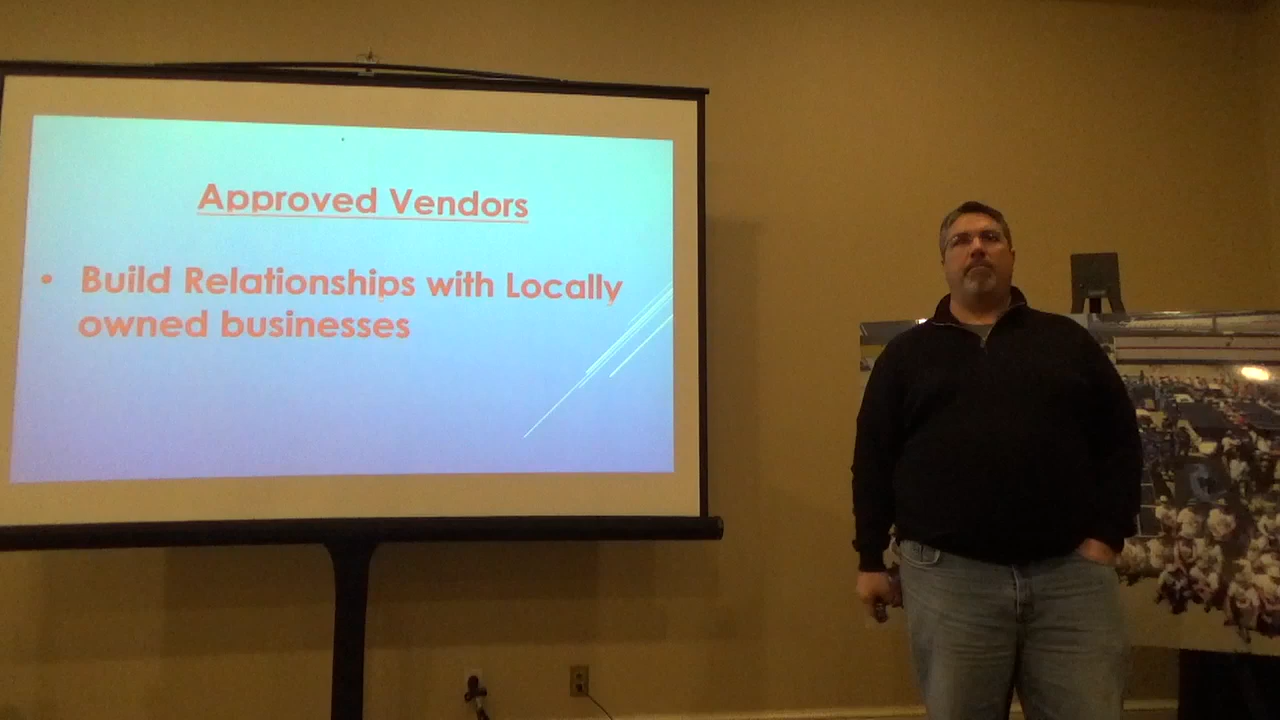 Approved Vendors
• Build Relationships with Locally
owned businesses